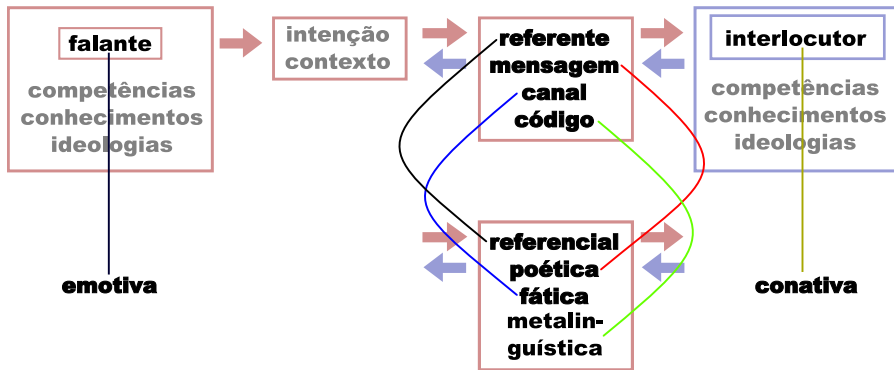 falante
competências
conhecimentos
ideologias
intenção
contexto
referente
mensagem
canal
código
interlocutor
competências
conhecimentos
ideologias
emotiva
referencial
poética
fática
metalin-
guística
conativa